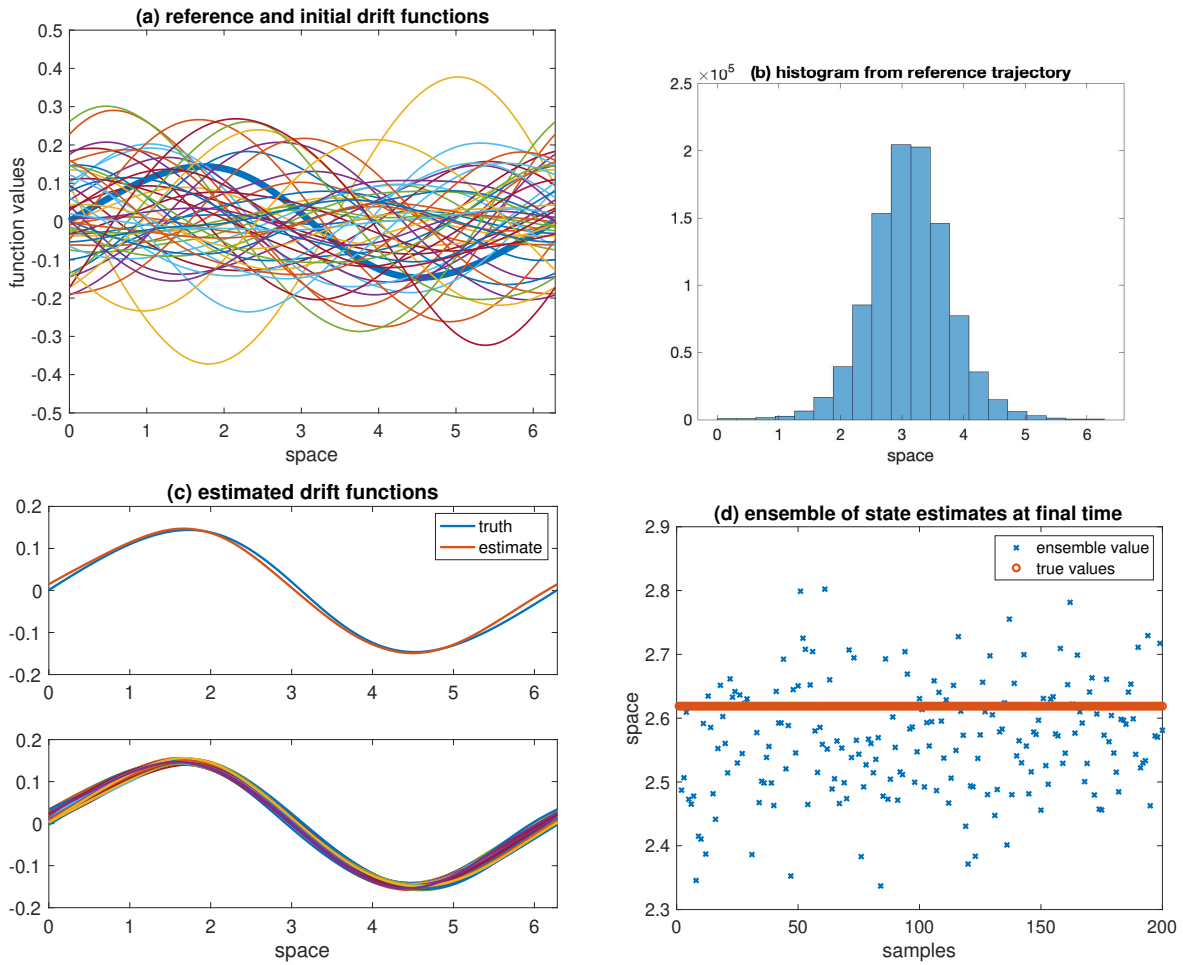 (a) reference and initial drift functions
0.5
0.4
0.3
0.2
0.1
0
-0.1
-0.2
-0.3
-0.4
-0.5
function values
0 1 2 3 4 5 6
space
(b) histogram from reference trajectory
×10^5
2.5
2
1.5
1
0.5
0
0 1 2 3 4 5 6
space
(c) estimated drift functions
0.2
0.1
0
-0.1
-0.2
truth
estimate
0 1 2 3 4 5 6
0.2
0.1
0
-0.1
-0.2
0 1 2 3 4 5 6
space
(d) ensemble of state estimates at final time
2.9
2.8
2.7
2.6
2.5
2.4
2.3
space
ensemble value
true values
0 50 100 150 200
samples